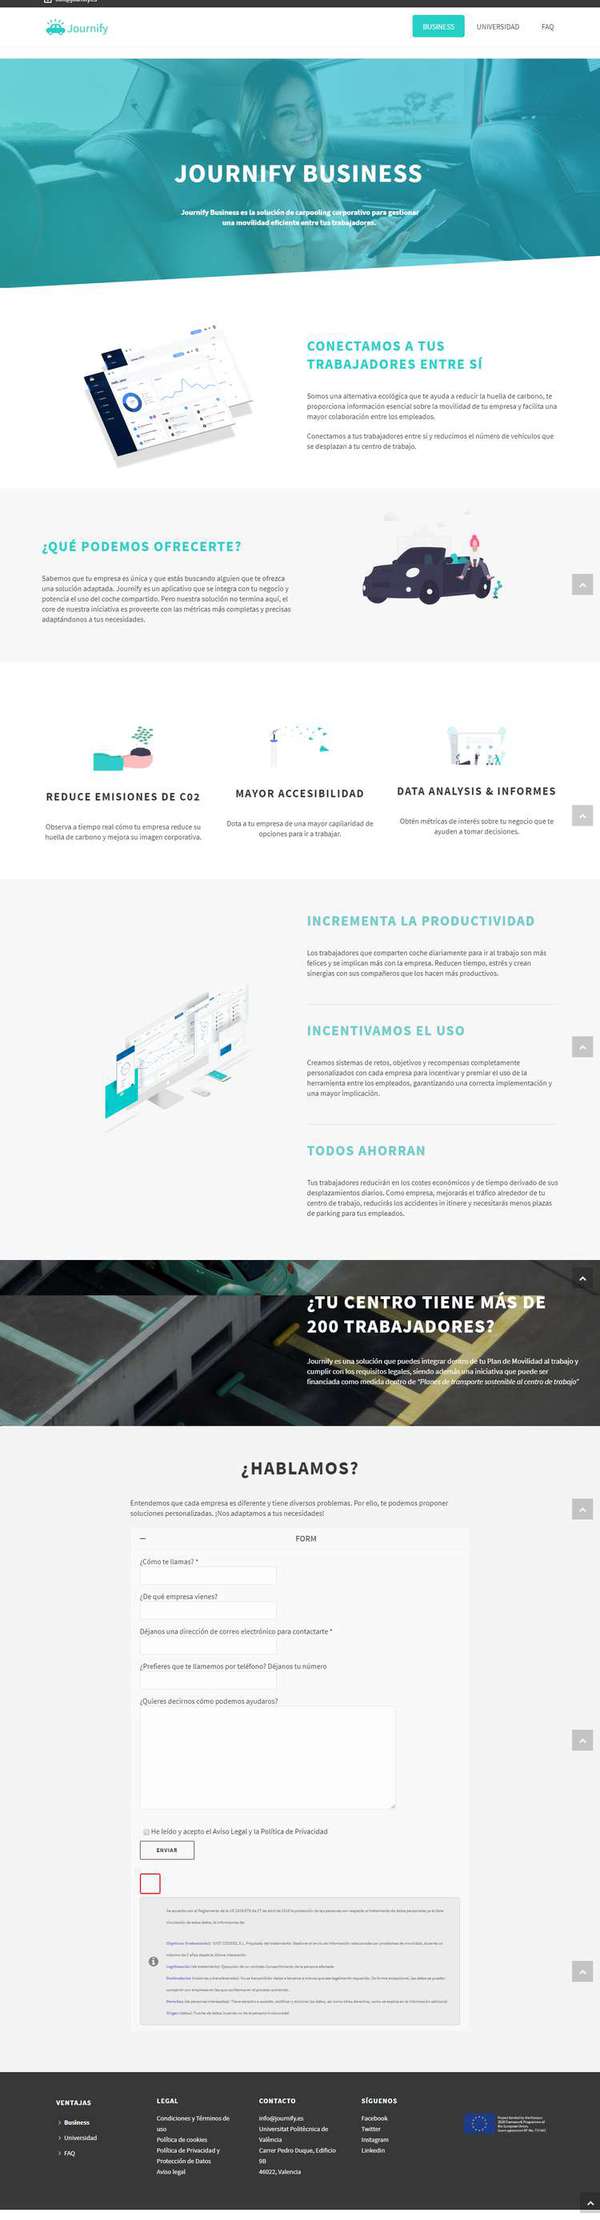 Journify
BUSINESS
UNIVERSIDAD
FAQ
JOURNIFY BUSINESS
Journify Business es la solución de carpooling corporativo para gestionar
una movilidad eficiente entre tus trabajadores.
CONECTAMOS A TUS
TRABAJADORES ENTRE SÍ
Somos una alternativa ecológica que te ayuda a reducir la huella de carbono, te
proporciona información esencial sobre la movilidad de tu empresa y facilita una
mayor colaboración entre los empleados.
Conectamos a tus trabajadores entre sí y reducimos el número de vehículos que
se desplazan a tu centro de trabajo.
¿QUÉ PODEMOS OFRECERTE?
Sabemos que tu empresa es única y que estás buscando alguien que te ofrezca
una solución adaptada. Journify es un aplicativo que se integra con tu negocio y
potencia el uso del coche compartido. Pero nuestra solución no termina aquí, el
core de nuestra iniciativa es proveerte con las métricas más completas y precisas
adaptándonos a tus necesidades.
REDUCE EMISIONES DE C02
Observa a tiempo real cómo tu empresa reduce su
huella de carbono y mejora su imagen corporativa.
MAYOR ACCESIBILIDAD
Dota a tu empresa de una mayor capilaridad de
opciones para ir a trabajar.
DATA ANALYSIS & INFORMES
Obtén métricas de interés sobre tu negocio que te
ayuden a tomar decisiones.
INCREMENTA LA PRODUCTIVIDAD
Los trabajadores que comparten coche diariamente para ir al trabajo son más
felices y se implican más con la empresa. Reducen tiempo, estrés y crean
sinergias con sus compañeros que los hacen más productivos.
INCENTIVAMOS EL USO
Creamos sistemas de retos, objetivos y recompensas completamente
personalizados con cada empresa para incentivar y premiar el uso de la
herramienta entre los empleados, garantizando una correcta implementación y
una mayor implicación.
TODOS AHORRAN
Tus trabajadores reducirán en los costes económicos y de tiempo derivado de sus
desplazamientos diarios. Como empresa, mejorarás el tráfico alrededor de tu
centro de trabajo, reducirás los accidentes in itinere y necesitarás menos plazas
de parking para tus empleados.
¿TU CENTRO TIENE MÁS DE
200 TRABAJADORES?
Journify es una solución que puedes integrar dentro de tu Plan de Movilidad al trabajo y
cumplir con los requisitos legales, siendo además una iniciativa que puede ser
financiada como medida dentro de "Planes de transporte sostenible al centro de trabajo"
¿HABLAMOS?
Entendemos que cada empresa es diferente y tiene diversos problemas. Por ello, te podemos proponer
soluciones personalizadas. ¡Nos adaptamos a tus necesidades!
FORM
¿Cómo te llamas? *
¿De qué empresa vienes?
Déjanos una dirección de correo electrónico para contactarte *
¿Prefieres que te llamemos por teléfono? Déjanos tu número
¿Quieres decirnos cómo podemos ayudaros?
He leído y acepto el Aviso Legal y la Política de Privacidad
ENVIAR
VENTAJAS
Business
Universidad
FAQ
LEGAL
Condiciones y Términos de
uso
Política de cookies
Política de Privacidad y
Protección de Datos
Aviso legal
CONTACTO
info@journify.es
Universitat Politècnica de
València
Carrer Pedro Duque, Edificio
9B
46022, Valencia
SÍGUENOS
Facebook
Twitter
Instagram
Linkedin